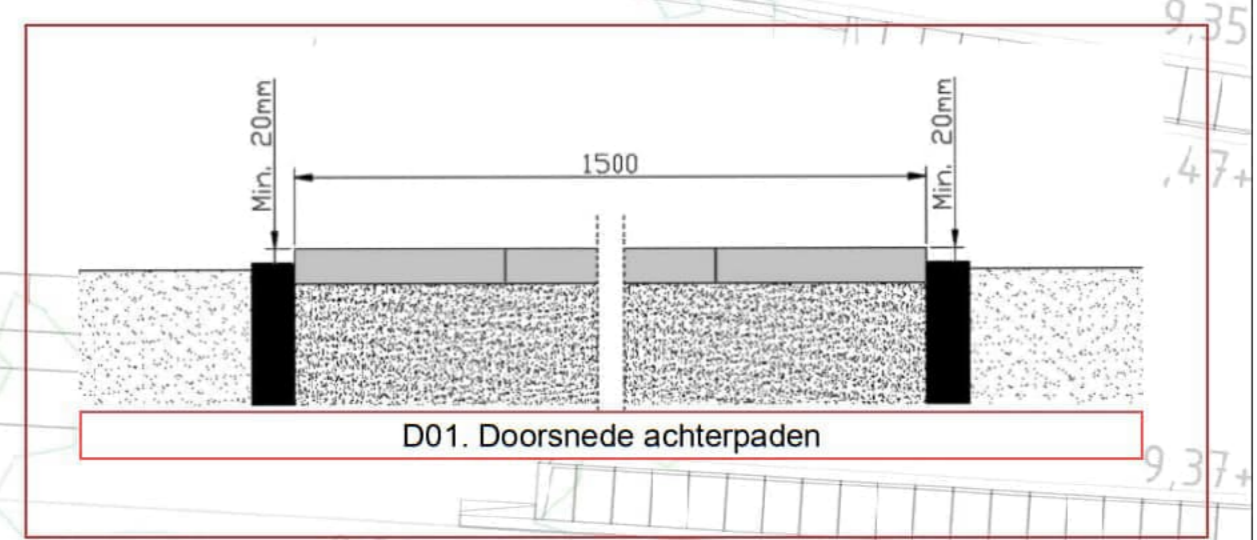 9,35
Min. 20mm
1500
Min. 20mm
,47+
D01. Doorsnede achterpaden
9,37+